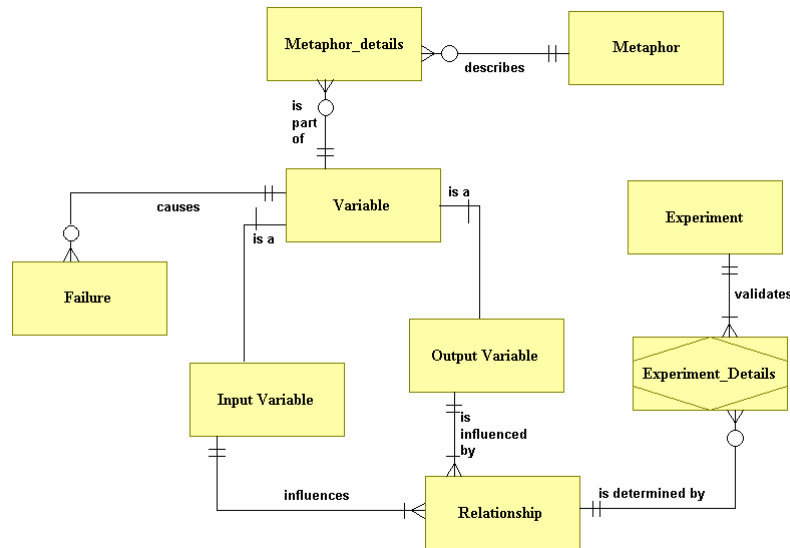 Metaphor_details
Metaphor
describes
is
part
of
Variable
is a
causes
is a
Experiment
Failure
validates
Output Variable
Experiment_Details
Input Variable
is
influenced
by
influences
is determined by
Relationship